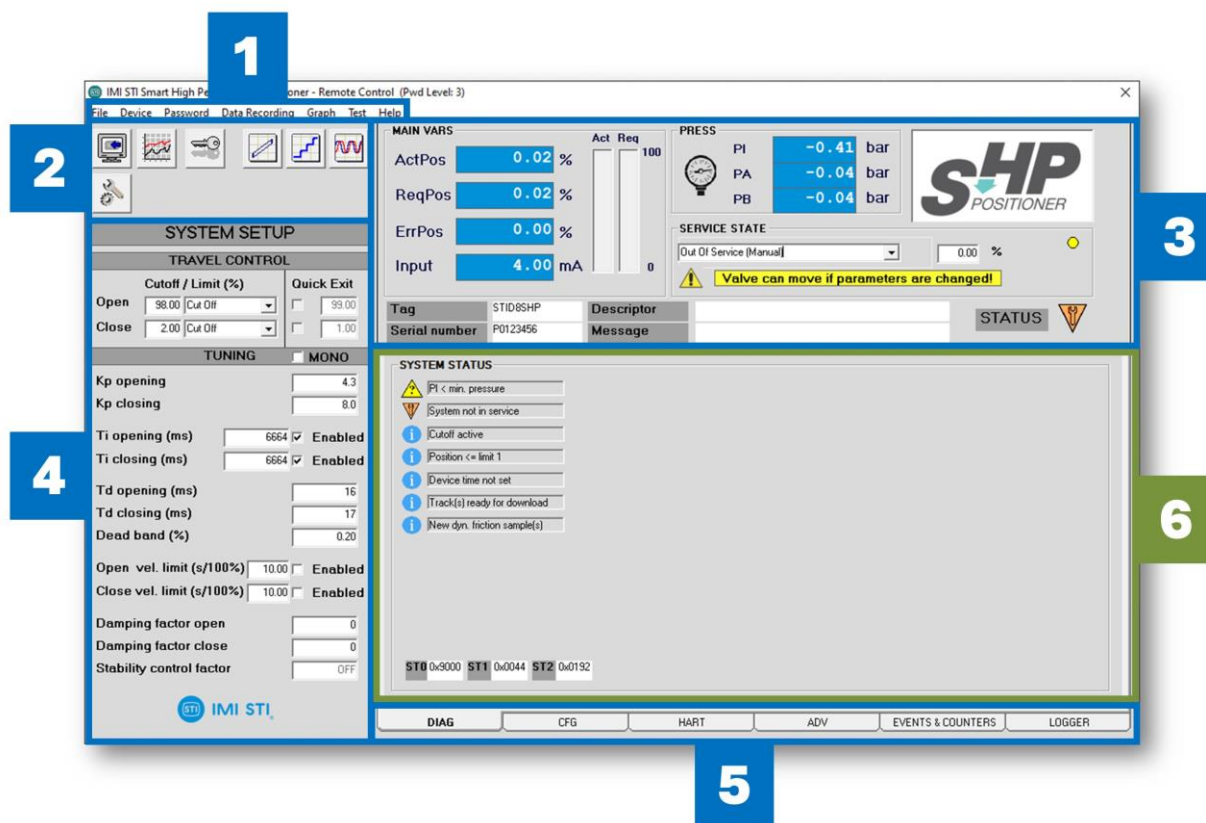 1
IMI STI Smart High Pe oner - Remote Control (Pwd Level: 3)
File Device Password Data Recording Graph Test Help
2
MAIN VARS
Act Req
100
0
ActPos 0.02 %
ReqPos 0.02 %
ErrPos 0.00 %
Input 4.00 mA
PRESS
PI -0.41 bar
PA -0.04 bar
PB -0.04 bar
sHP
POSITIONER
SERVICE STATE
Out Of Service (Manual)
0.00 %
Valve can move if parameters are changed!
Tag STID8SHP Descriptor
Serial number P0123456 Message
STATUS
3
SYSTEM SETUP
TRAVEL CONTROL
Cutoff / Limit (%) Quick Exit
Open 98.00 Cut Off 99.00
Close 2.00 Cut Off 1.00
TUNING MONO
Kp opening 4.3
Kp closing 8.0
Ti opening (ms) 6664 Enabled
Ti closing (ms) 6664 Enabled
Td opening (ms) 16
Td closing (ms) 17
Dead band (%) 0.20
Open vel. limit (s/100%) 10.00 Enabled
Close vel. limit (s/100%) 10.00 Enabled
Damping factor open 0
Damping factor close 0
Stability control factor OFF
STI IMI STI
4
SYSTEM STATUS
? PI < min. pressure
System not in service
i Cutoff active
i Position <= limit 1
i Device time not set
i Track(s) ready for download
i New dyn. friction sample(s)
ST0 0x9000 ST1 0x0044 ST2 0x0192
6
DIAG CFG HART ADV EVENTS & COUNTERS LOGGER
5